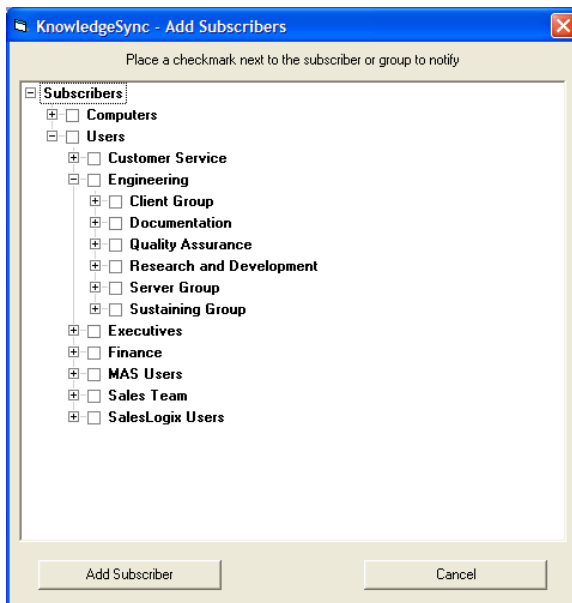 KnowledgeSync - Add Subscribers
Place a checkmark next to the subscriber or group to notify
Subscribers
Computers
Users
Customer Service
Engineering
Client Group
Documentation
Quality Assurance
Research and Development
Server Group
Sustaining Group
Executives
Finance
MAS Users
Sales Team
SalesLogix Users
Add Subscriber
Cancel